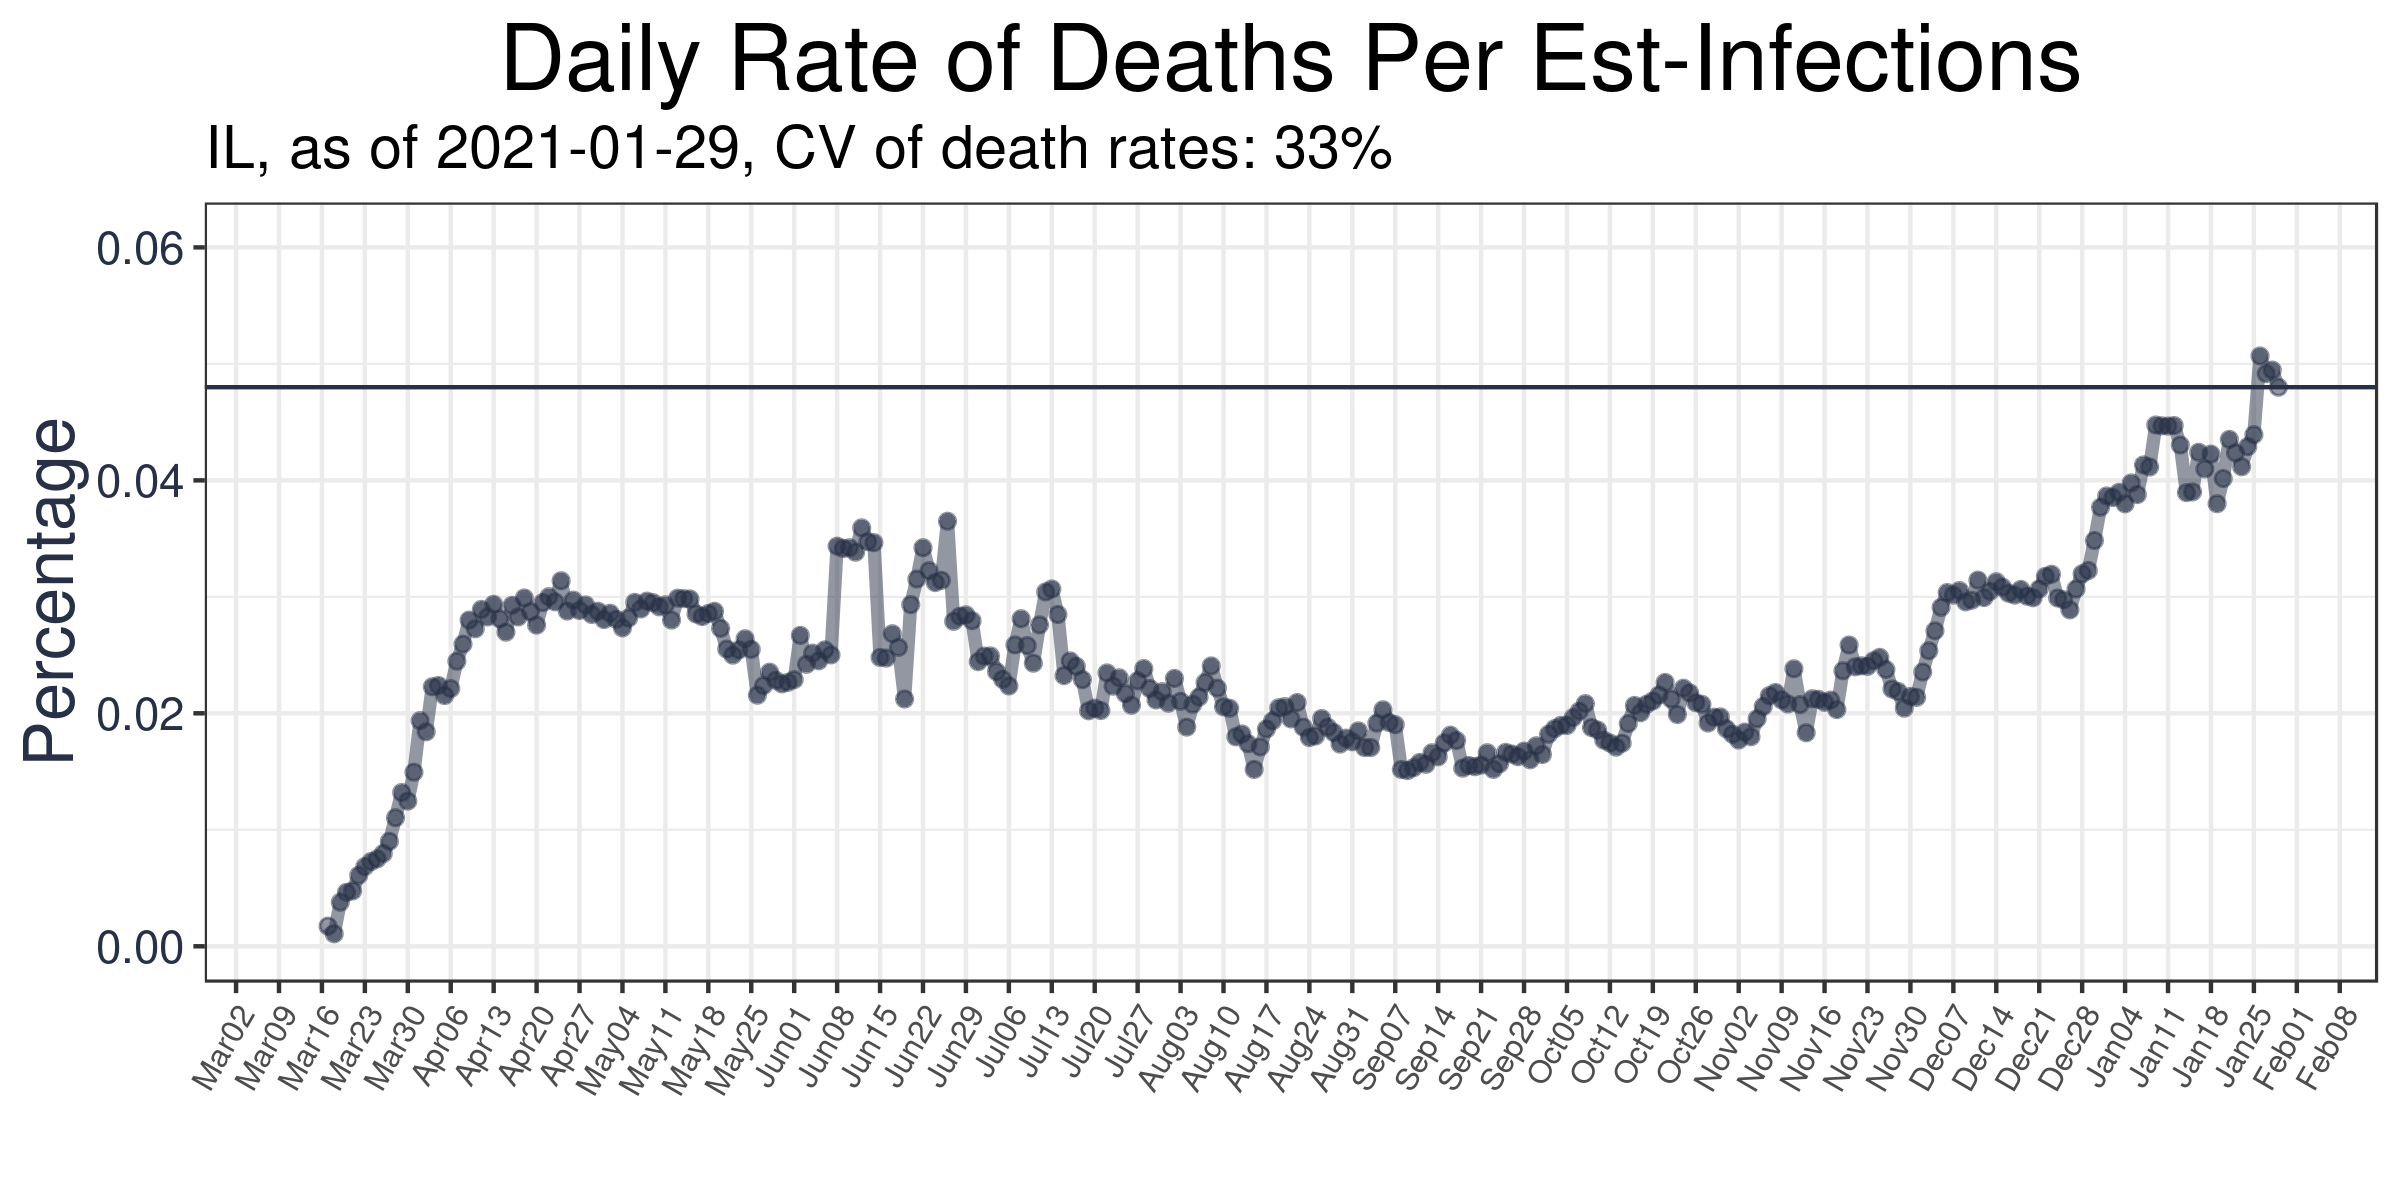 Daily Rate of Deaths Per Est-Infections
IL, as of 2021-01-29, CV of death rates: 33%
Percentage
0.06
0.04
0.02
0.00
Mar02
Mar09
Mar16
Mar23
Mar30
Apr06
Apr13
Apr20
Apr27
May04
May11
May18
May25
Jun01
Jun08
Jun15
Jun22
Jun29
Jul06
Jul13
Jul20
Jul27
Aug03
Aug10
Aug17
Aug24
Aug31
Sep07
Sep14
Sep21
Sep28
Oct05
Oct12
Oct19
Oct26
Nov02
Nov09
Nov16
Nov23
Nov30
Dec07
Dec14
Dec21
Dec28
Jan04
Jan11
Jan18
Jan25
Feb01
Feb08